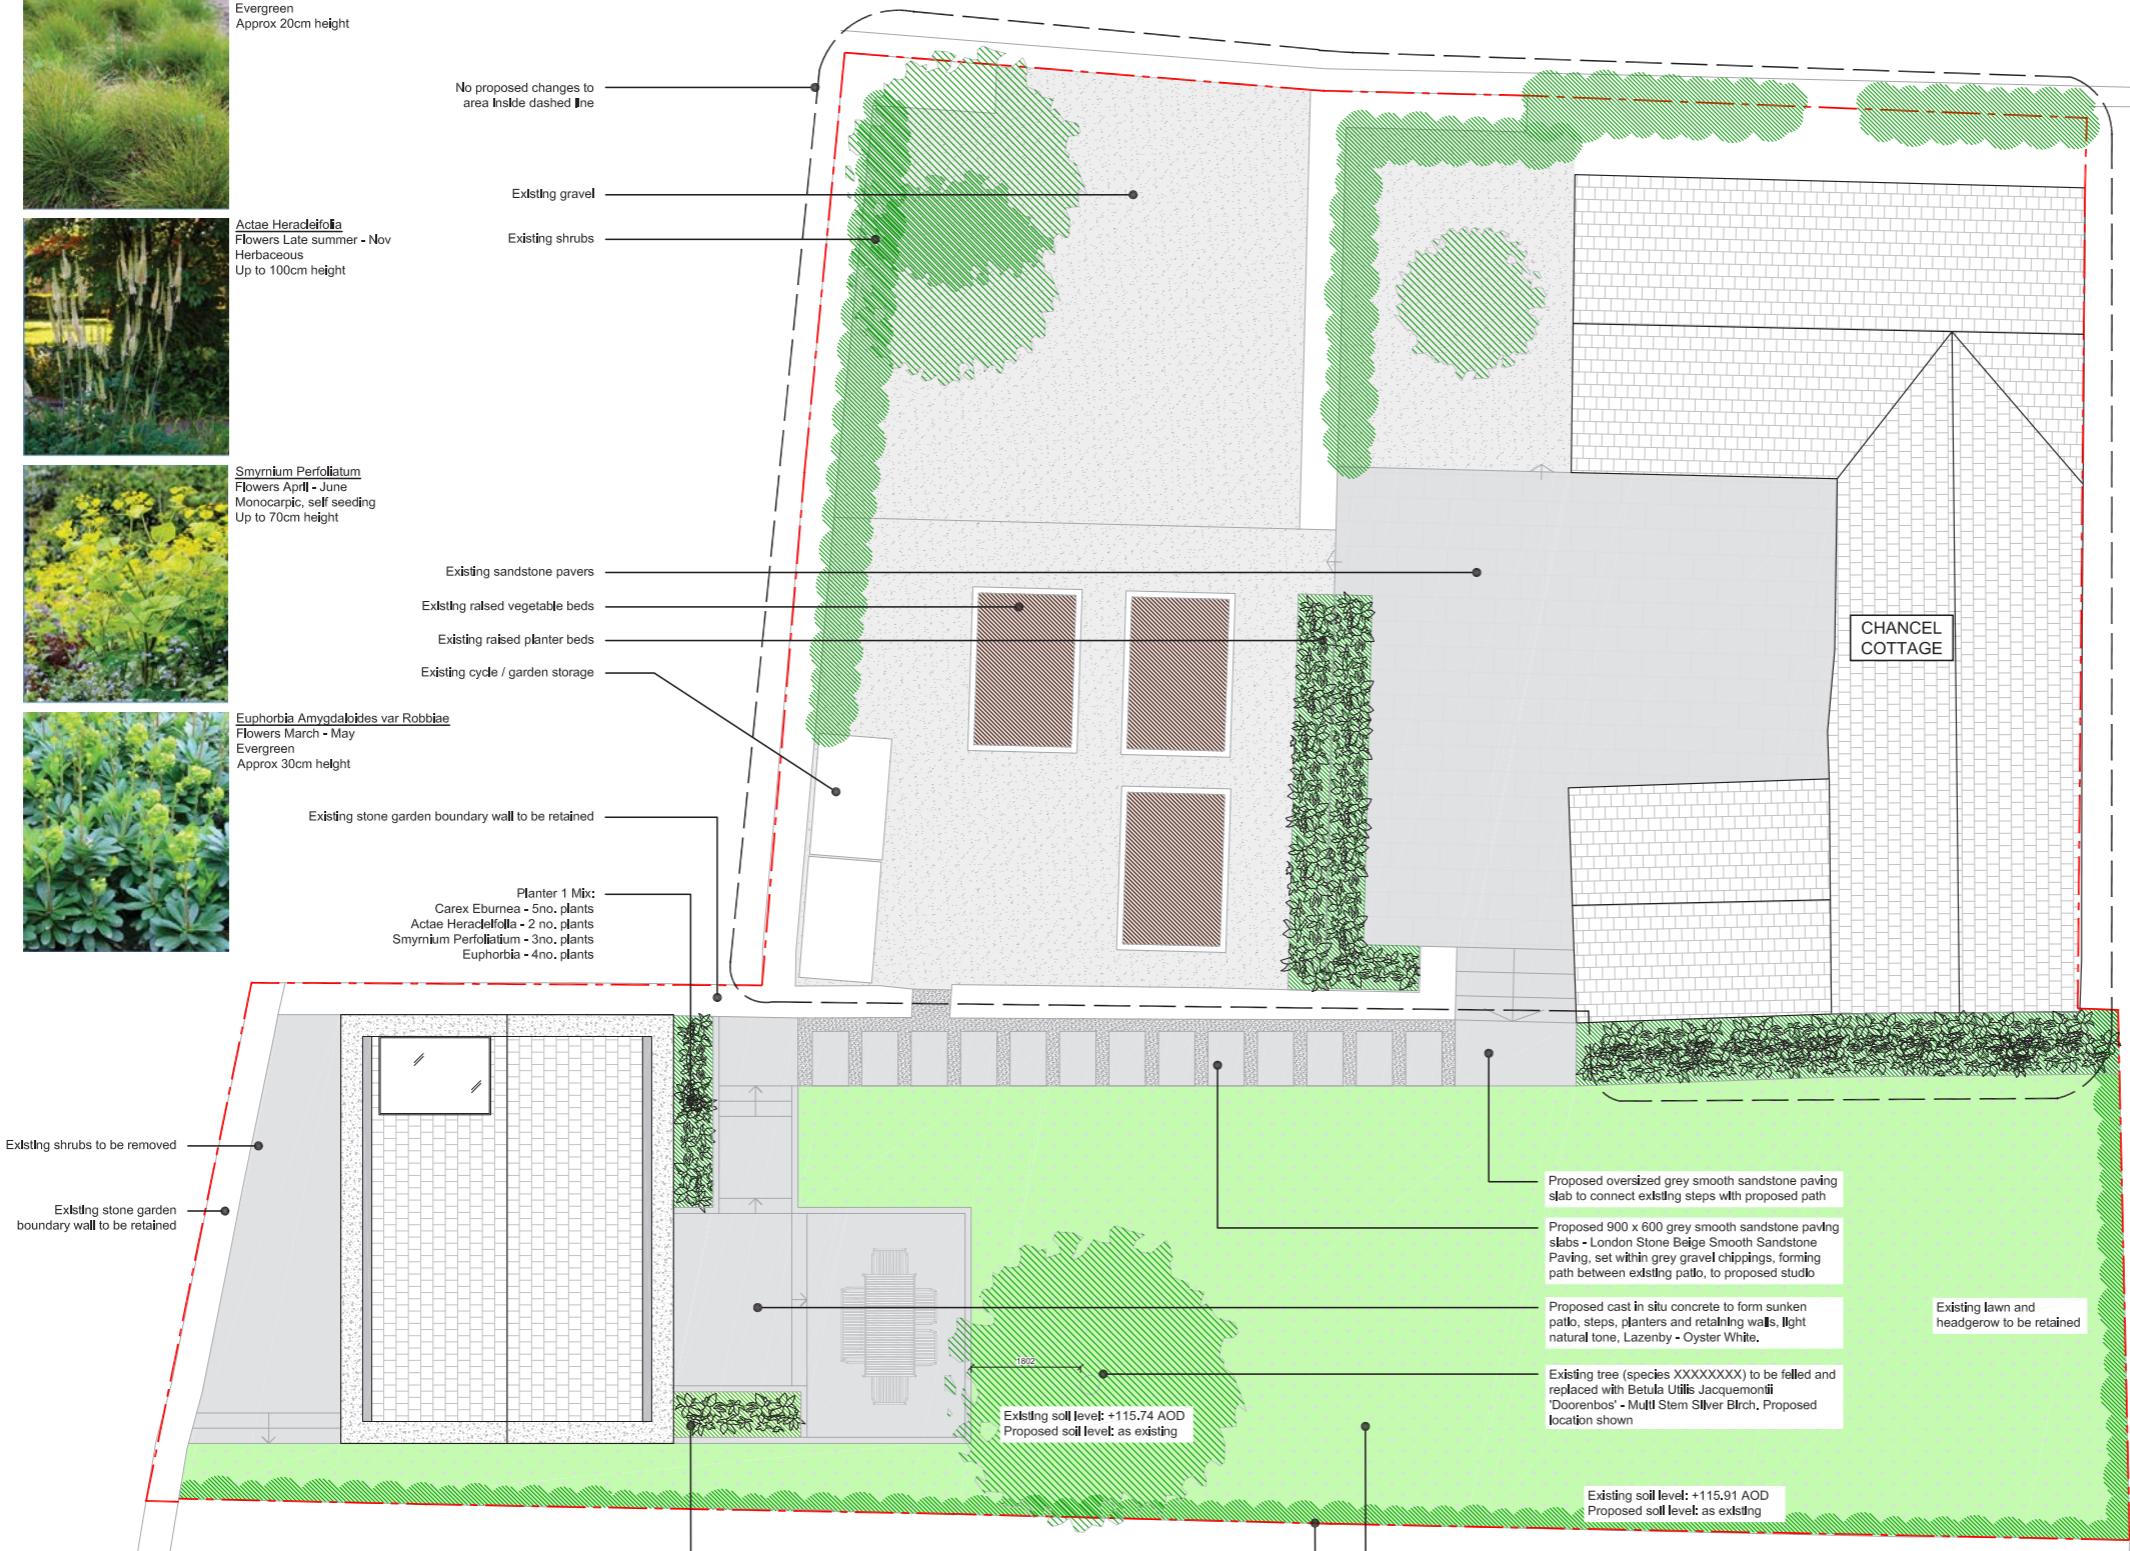 Evergreen
Approx 20cm height
Actae Heracleifolia
Flowers Late summer - Nov
Herbaceous
Up to 100cm height
Smyrnium Perfoliatum
Flowers April - June
Monocarpic, self seeding
Up to 70cm height
Euphorbia Amygdaloides var Robbiae
Flowers March - May
Evergreen
Approx 30cm height
No proposed changes to
area inside dashed line
Existing gravel
Existing shrubs
Existing sandstone pavers
Existing raised vegetable beds
Existing raised planter beds
Existing cycle / garden storage
Existing stone garden boundary wall to be retained
Planter 1 Mix:
Carex Eburnea - 5no. plants
Actae Heracleifolia - 2 no. plants
Smyrnium Perfoliatium - 3no. plants
Euphorbia - 4no. plants
CHANCEL
COTTAGE
Existing shrubs to be removed
Existing stone garden
boundary wall to be retained
Proposed oversized grey smooth sandstone paving
slab to connect existing steps with proposed path
Proposed 900 x 600 grey smooth sandstone paving
slabs - London Stone Beige Smooth Sandstone
Paving, set within grey gravel chippings, forming
path between existing patio, to proposed studio
Proposed cast in situ concrete to form sunken
patio, steps, planters and retaining walls, light
natural tone, Lazenby - Oyster White.
Existing lawn and
headgerow to be retained
1802
Existing tree (species XXXXXXXX) to be felled and
replaced with Betula Utilis Jacquemontii
'Doorenbos' - Multi Stem Silver Birch. Proposed
location shown
Existing soil level: +115.74 AOD
Proposed soil level: as existing
Existing soil level: +115.91 AOD
Proposed soil level: as existing